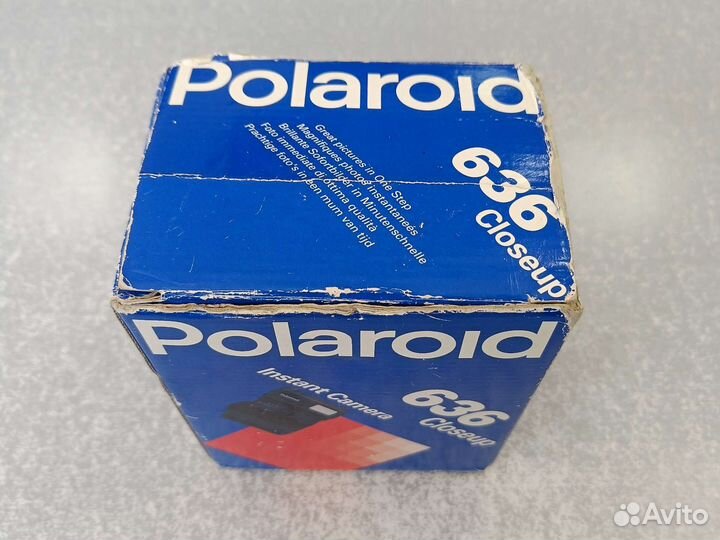 Polaroid
636
Closeup
Great pictures in One Step
Magnifiques photos instantanées
Brillante Sofortbilder in Minutenschnelle
Foto immediate di ottima qualità
Prachtige foto's in een mum van tijd
Polaroid
Instant Camera
636
Closeup
Avito